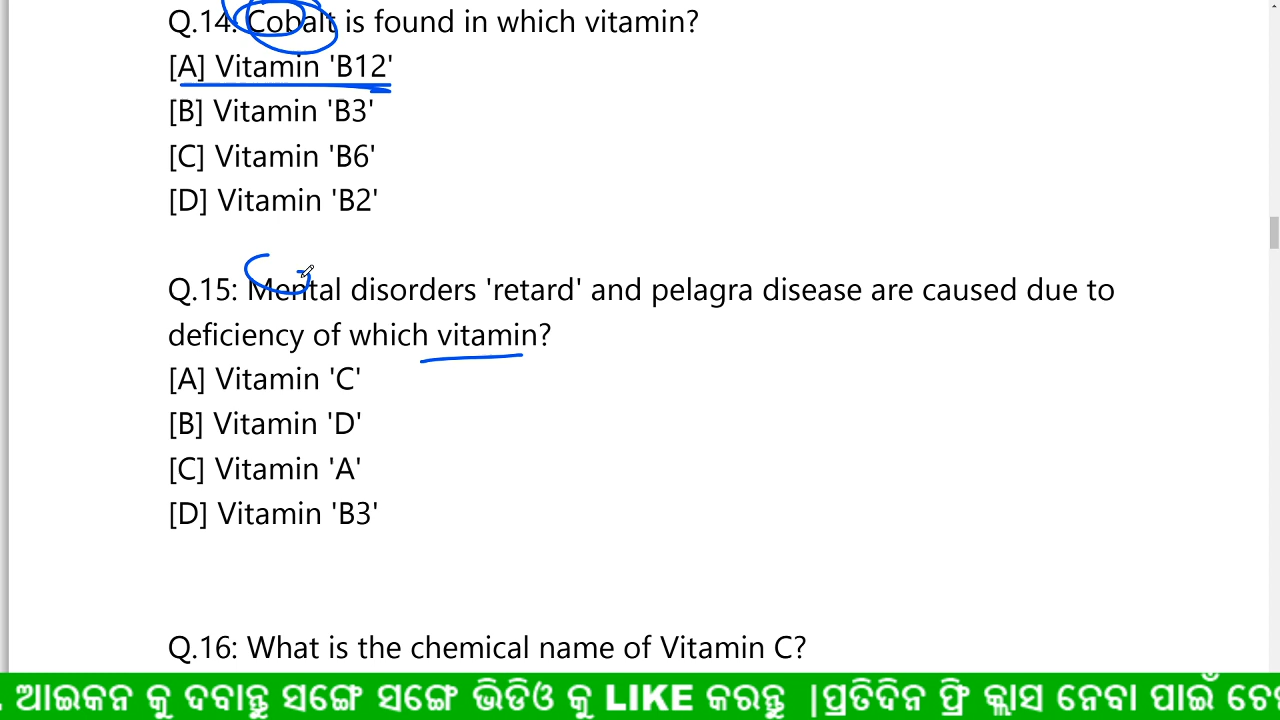 Q.14: Cobalt is found in which vitamin?
[A] Vitamin 'B12'
[B] Vitamin 'B3'
[C] Vitamin 'B6'
[D] Vitamin 'B2'
Q.15: Mental disorders 'retard' and pelagra disease are caused due to
deficiency of which vitamin?
[A] Vitamin 'C'
[B] Vitamin 'D'
[C] Vitamin 'A'
[D] Vitamin 'B3'
Q.16: What is the chemical name of Vitamin C?
. ଆଇକନ କୁ ଦବାନ୍ତୁ ସଙ୍ଗେ ସଙ୍ଗେ ଭିଡିଓ କୁ LIKE କରନ୍ତୁ |ପ୍ରତିଦିନ ଫ୍ରି କ୍ଲାସ ନେବା ପାଇଁ